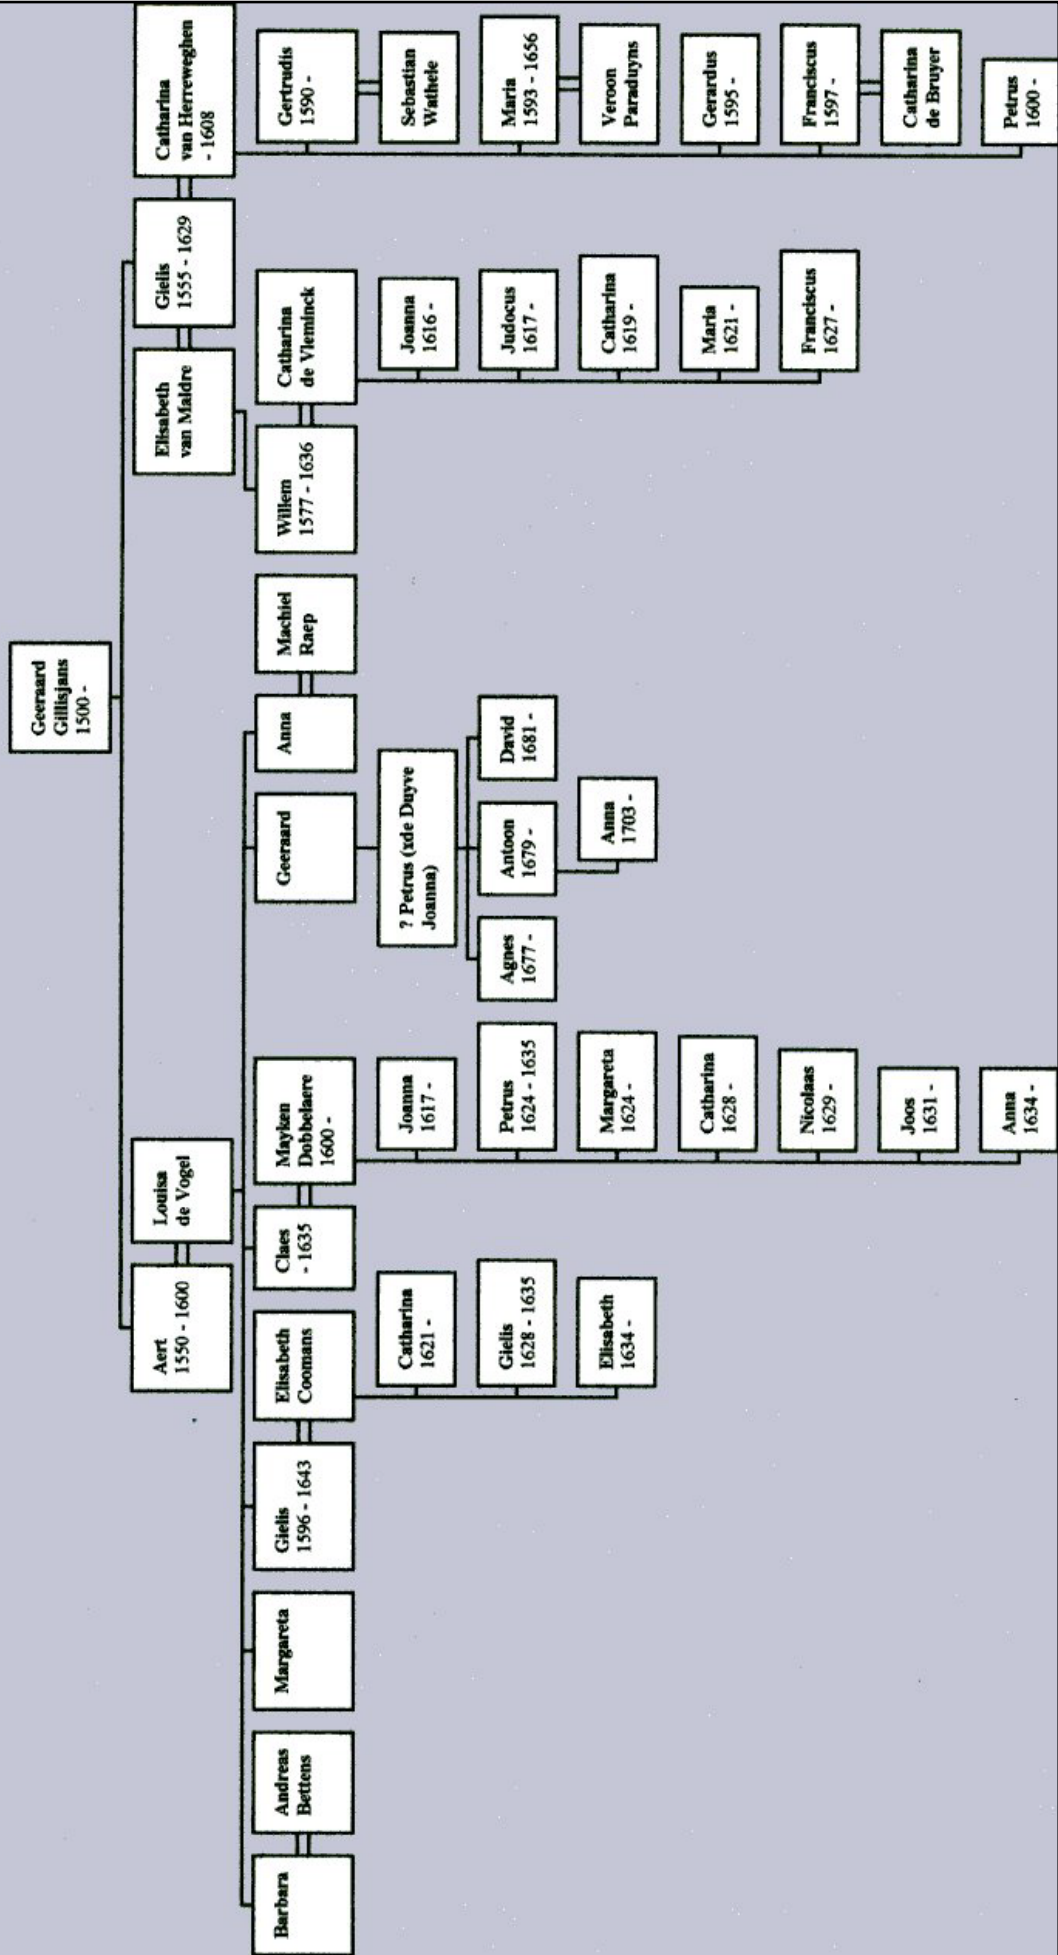 Geeraard
Gillisjans
1500 -
Aert
1550 - 1600
Louisa
de Vogel
Elisabeth
van Maldre
Gielis
1555 - 1629
Catharina
van Herreweghen
- 1608
Barbara
Andreas
Bettens
Margareta
Gielis
1596 - 1643
Elisabeth
Coomans
Claes
- 1635
Mayken
Dobbelaere
1600 -
Geeraard
Anna
Machiel
Raep
Willem
1577 - 1636
Catharina
de Vleminck
Catharina
1621 -
Gielis
1628 - 1635
Elisabeth
1634 -
Joanna
1617 -
Petrus
1624 - 1635
Margareta
1624 -
Catharina
1628 -
Nicolaas
1629 -
Joos
1631 -
Anna
1634 -
? Petrus (xde Duyve
Joanna)
Agnes
1677 -
Antoon
1679 -
David
1681 -
Anna
1703 -
Joanna
1616 -
Judocus
1617 -
Catharina
1619 -
Maria
1621 -
Franciscus
1627 -
Gertrudis
1590 -
Sebastian
Wathele
Maria
1593 - 1656
Veroon
Paraduyns
Gerardus
1595 -
Franciscus
1597 -
Catharina
de Bruyer
Petrus
1600 -